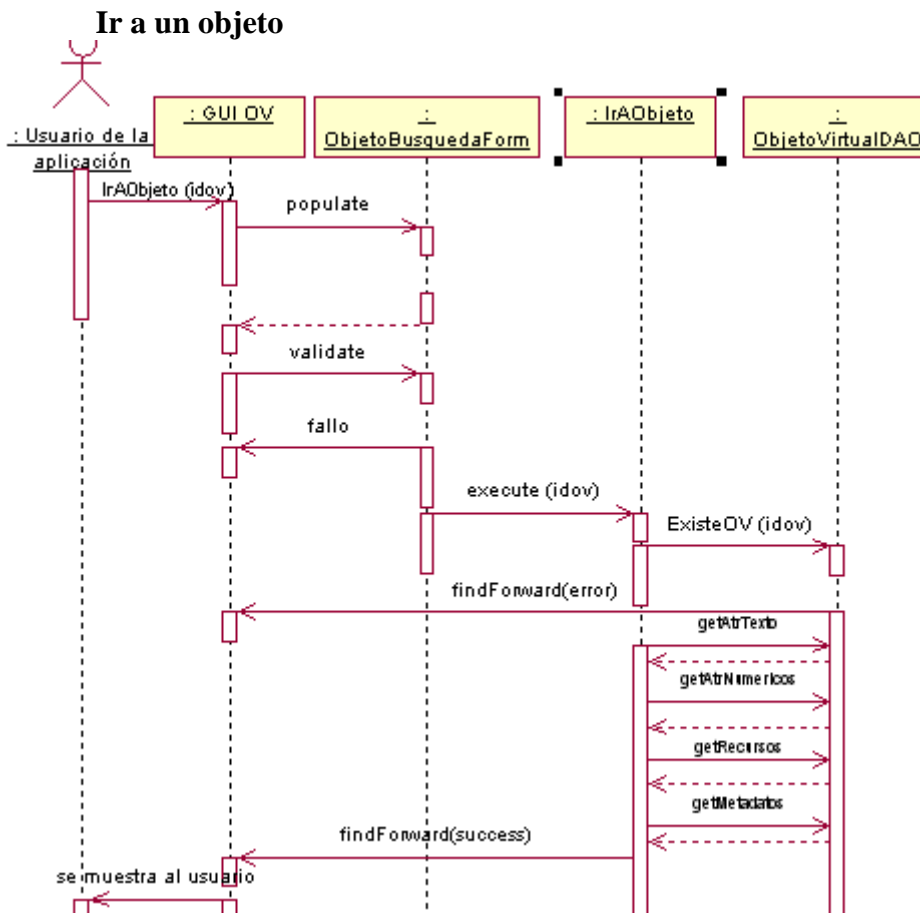 Ir a un objeto
: Usuario de la
aplicación
: GUI OV
:
ObjetoBusquedaForm
: IrAObjeto
:
ObjetoVirtualDAO
IrAObjeto (idov)
populate
validate
fallo
execute (idov)
ExisteOV (idov)
findForward(error)
getAtrTexto
getAtrNumericos
getRecursos
getMetadatos
findForward(success)
se muestra al usuario